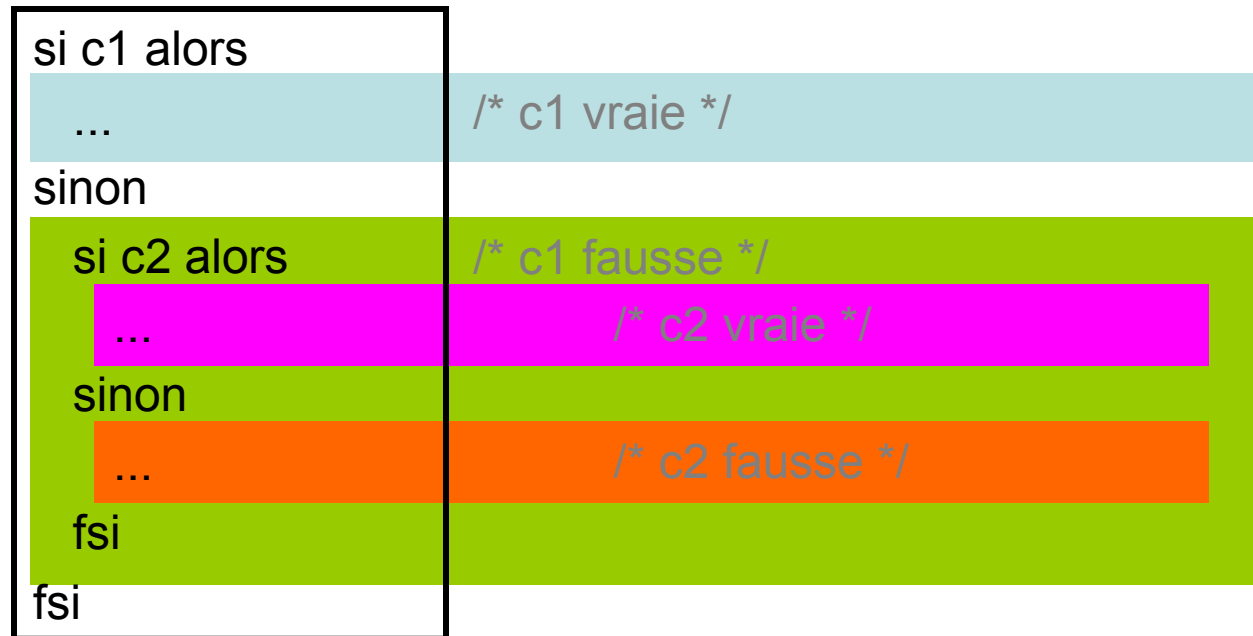 si c1 alors
... /* c1 vraie */
sinon
si c2 alors /* c1 fausse */
... /* c2 vraie */
sinon
... /* c2 fausse */
fsi
fsi